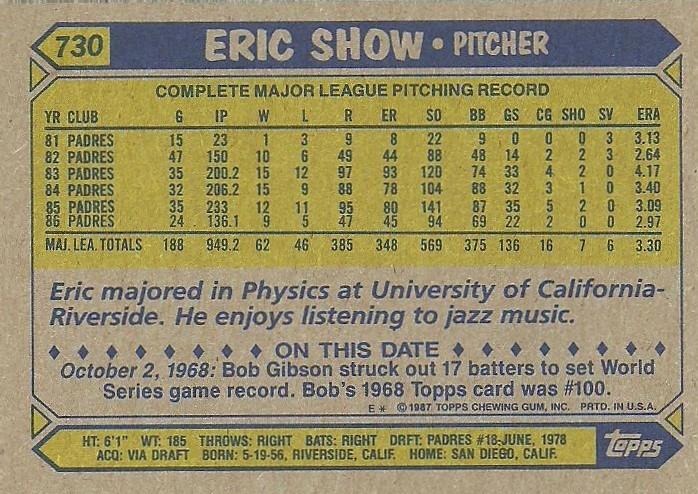 730 ERIC SHOW • PITCHER
COMPLETE MAJOR LEAGUE PITCHING RECORD
YR CLUB G IP W L R ER SO BB GS CG SHO SV ERA
81 PADRES 15 23 1 3 9 8 22 9 0 0 0 3 3.13
82 PADRES 47 150 10 6 49 44 88 48 14 2 2 3 2.64
83 PADRES 35 200.2 15 12 97 93 120 74 33 4 2 0 4.17
84 PADRES 32 206.2 15 9 88 78 104 88 32 3 1 0 3.40
85 PADRES 35 233 12 11 95 80 141 87 35 5 2 0 3.09
86 PADRES 24 136.1 9 5 47 45 94 69 22 2 0 0 2.97
MAJ. LEA. TOTALS 188 949.2 62 46 385 348 569 375 136 16 7 6 3.30
Eric majored in Physics at University of California-
Riverside. He enjoys listening to jazz music.
♦ ♦ ♦ ♦ ♦ ♦ ♦ ON THIS DATE ♦ ♦ ♦ ♦ ♦ ♦ ♦
October 2, 1968: Bob Gibson struck out 17 batters to set World
Series game record. Bob's 1968 Topps card was #100.
E * ©1987 TOPPS CHEWING GUM, INC. PRTD. IN U.S.A.
HT: 6'1" WT: 185 THROWS: RIGHT BATS: RIGHT DRFT: PADRES #18-JUNE, 1978
ACQ: VIA DRAFT BORN: 5-19-56, RIVERSIDE, CALIF. HOME: SAN DIEGO, CALIF.
topps